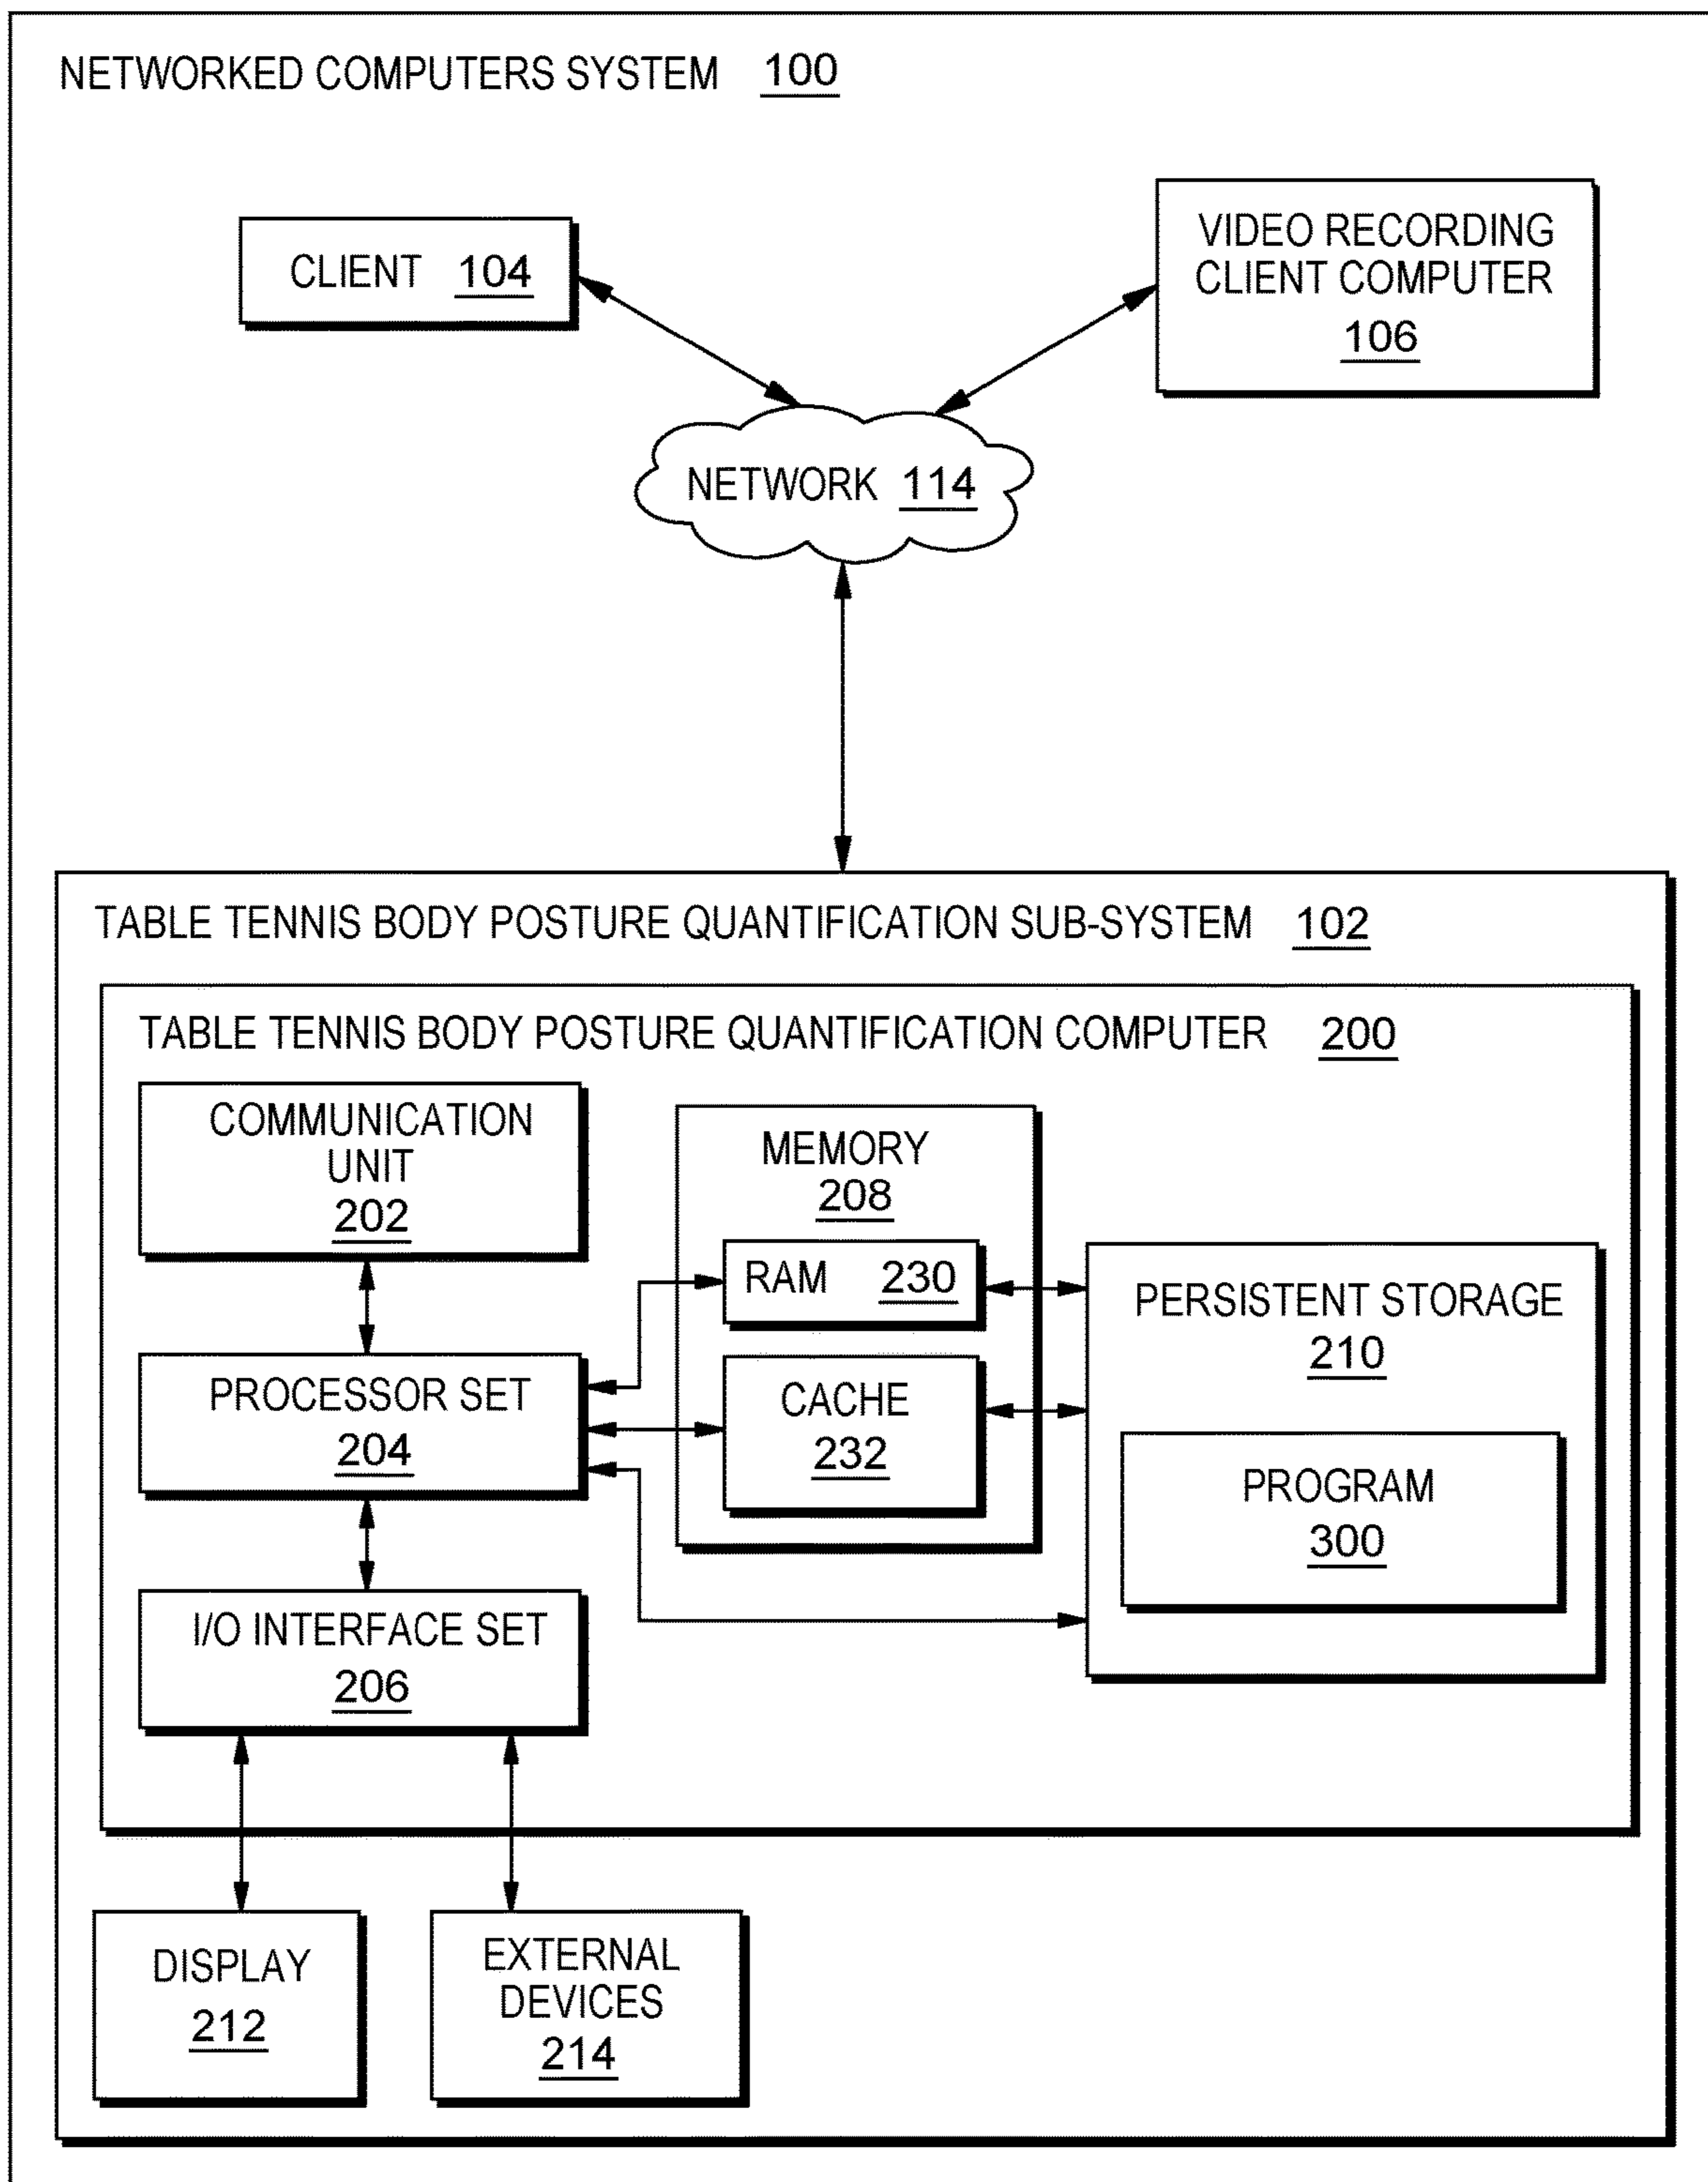 NETWORKED COMPUTERS SYSTEM 100
CLIENT 104
VIDEO RECORDING
CLIENT COMPUTER
106
NETWORK 114
TABLE TENNIS BODY POSTURE QUANTIFICATION SUB-SYSTEM 102
TABLE TENNIS BODY POSTURE QUANTIFICATION COMPUTER 200
COMMUNICATION
UNIT
202
MEMORY
208
RAM 230
PERSISTENT STORAGE
210
PROCESSOR SET
204
CACHE
232
PROGRAM
300
I/O INTERFACE SET
206
DISPLAY
212
EXTERNAL
DEVICES
214